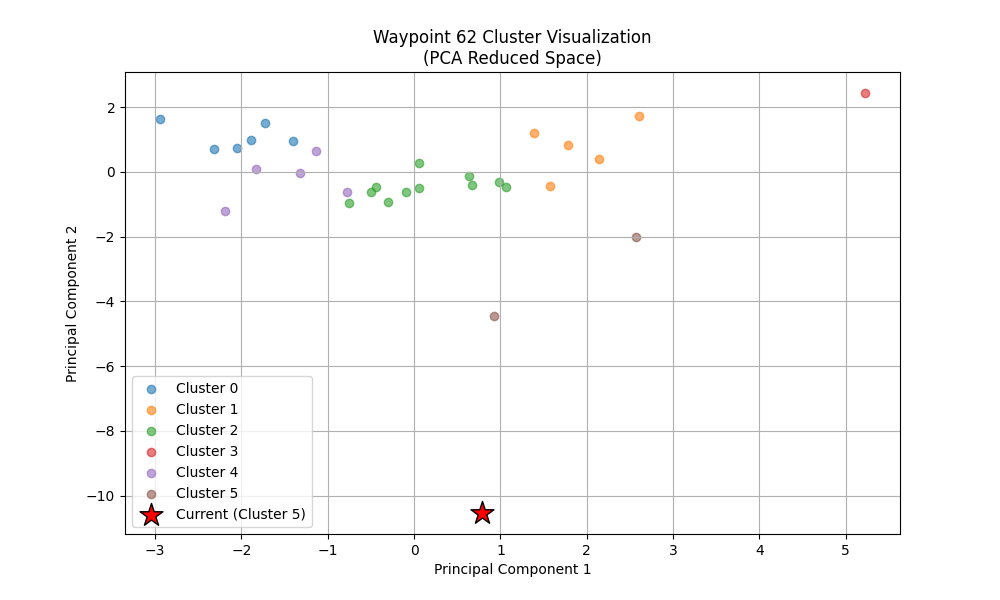 Waypoint 62 Cluster Visualization
(PCA Reduced Space)
Principal Component 2
2
0
−2
−4
−6
−8
−10
Cluster 0
Cluster 1
Cluster 2
Cluster 3
Cluster 4
Cluster 5
Current (Cluster 5)
−3 −2 −1 0 1 2 3 4 5
Principal Component 1